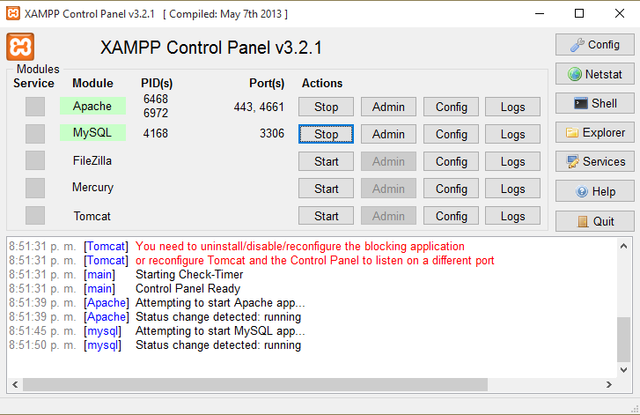 XAMPP Control Panel v3.2.1 [ Compiled: May 7th 2013 ]
XAMPP Control Panel v3.2.1
Config
Modules
Service Module PID(s) Port(s) Actions
Netstat
Apache 6468 6972 443, 4661 Stop Admin Config Logs
Shell
MySQL 4168 3306 Stop Admin Config Logs
Explorer
FileZilla Start Admin Config Logs
Services
Mercury Start Admin Config Logs
Help
Tomcat Start Admin Config Logs
Quit
8:51:31 p. m. [Tomcat] You need to uninstall/disable/reconfigure the blocking application
8:51:31 p. m. [Tomcat] or reconfigure Tomcat and the Control Panel to listen on a different port
8:51:31 p. m. [main] Starting Check-Timer
8:51:31 p. m. [main] Control Panel Ready
8:51:39 p. m. [Apache] Attempting to start Apache app...
8:51:39 p. m. [Apache] Status change detected: running
8:51:45 p. m. [mysql] Attempting to start MySQL app...
8:51:50 p. m. [mysql] Status change detected: running